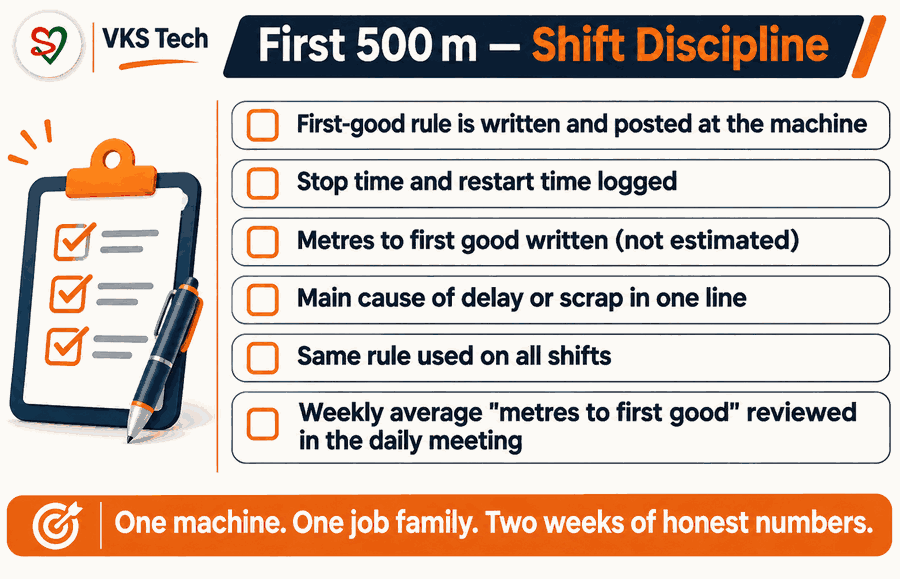 VKS Tech
First 500 m — Shift Discipline
First-good rule is written and posted at the machine
Stop time and restart time logged
Metres to first good written (not estimated)
Main cause of delay or scrap in one line
Same rule used on all shifts
Weekly average "metres to first good" reviewed
in the daily meeting
One machine. One job family. Two weeks of honest numbers.